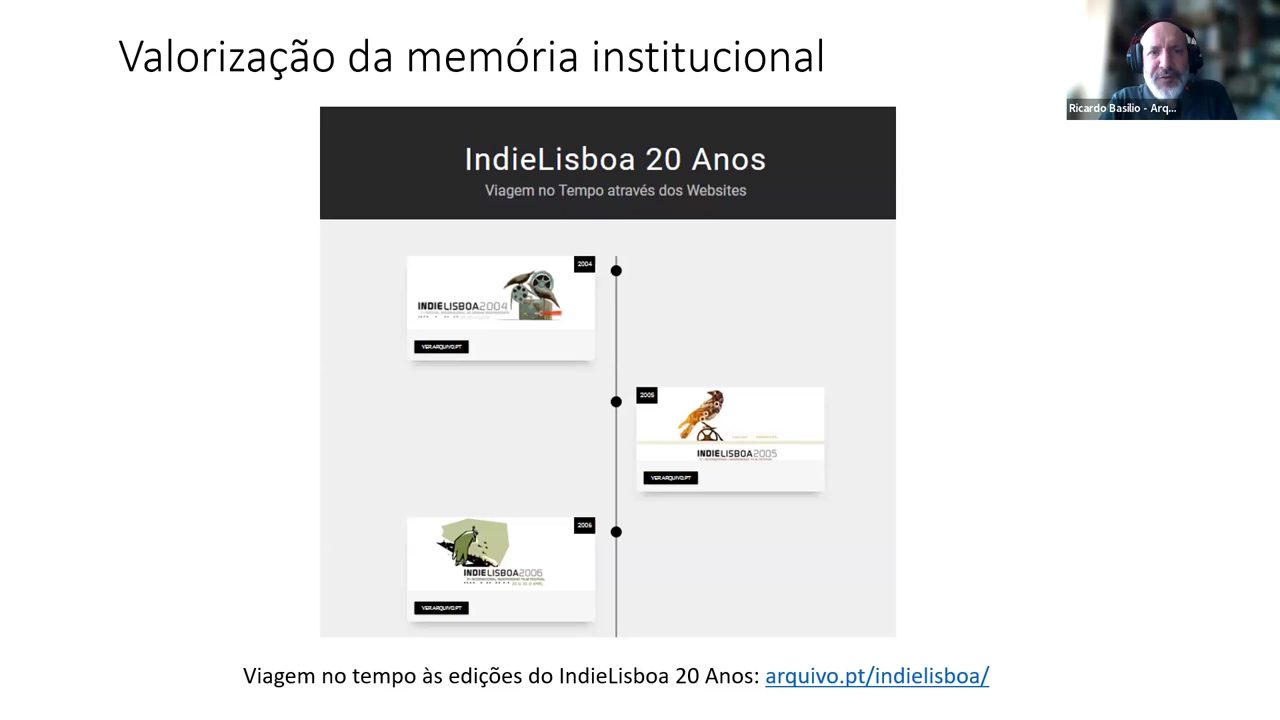 Valorização da memória institucional
Ricardo Basílio - Arq...
IndieLisboa 20 Anos
Viagem no Tempo através dos Websites
2004
INDIELISBOA2004
VER ARQUIVO.PT
2005
INDIELISBOA2005
VER ARQUIVO.PT
2006
INDIELISBOA2006
VER ARQUIVO.PT
Viagem no tempo às edições do IndieLisboa 20 Anos: arquivo.pt/indielisboa/